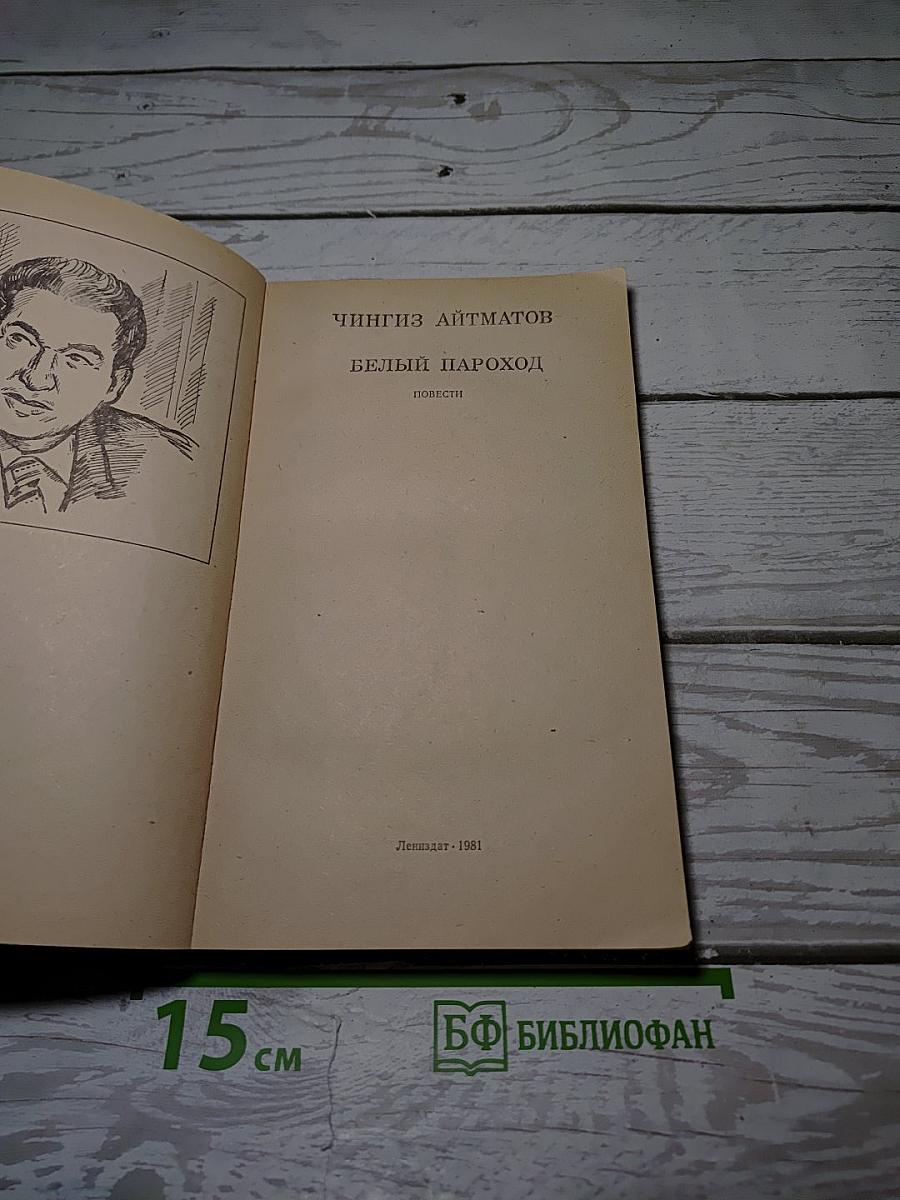 ЧИНГИЗ АЙТМАТОВ
БЕЛЫЙ ПАРОХОД
ПОВЕСТИ
Лениздат · 1981
15 см
БФ БИБЛИОФАН